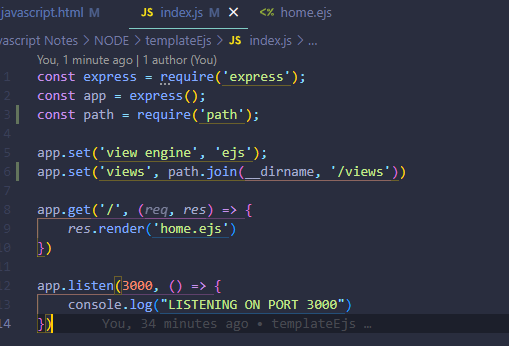 javascript.html M
JS index.js M ✕
<%> home.ejs
vascript Notes > NODE > templateEjs > JS index.js > ...
You, 1 minute ago | 1 author (You)
1 const express = require('express');
2 const app = express();
3 const path = require('path');
4
5 app.set('view engine', 'ejs');
6 app.set('views', path.join(__dirname, '/views'))
7
8 app.get('/', (req, res) => {
9 res.render('home.ejs')
10 })
11
12 app.listen(3000, () => {
13 console.log("LISTENING ON PORT 3000")
14 }) You, 34 minutes ago • templateEjs …